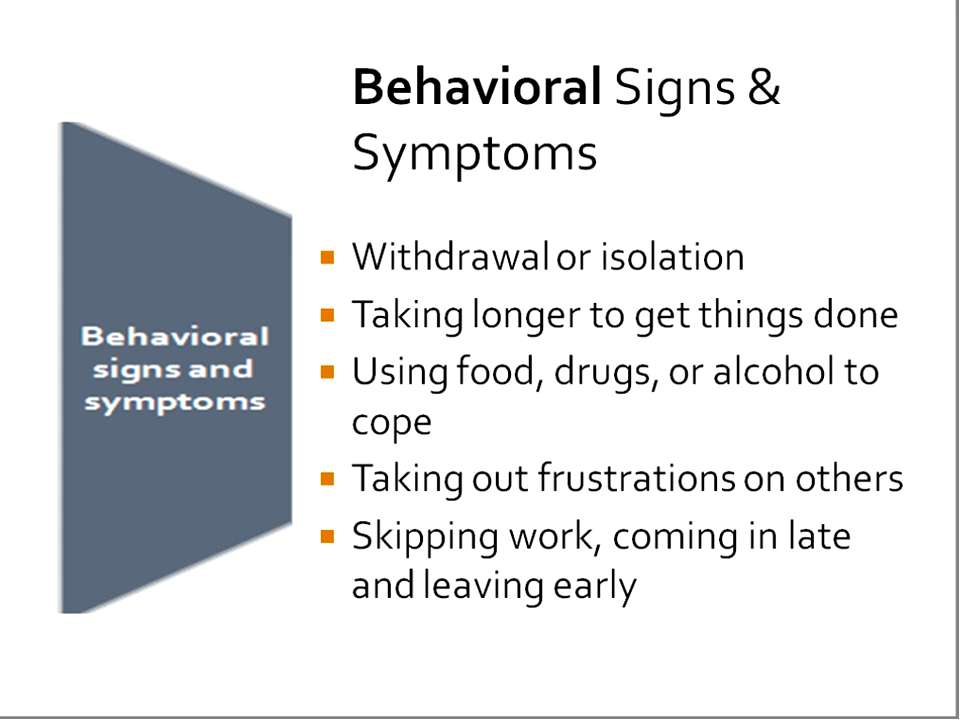 Behavioral Signs &
Symptoms
Behavioral
signs and
symptoms
Withdrawal or isolation
Taking longer to get things done
Using food, drugs, or alcohol to
cope
Taking out frustrations on others
Skipping work, coming in late
and leaving early